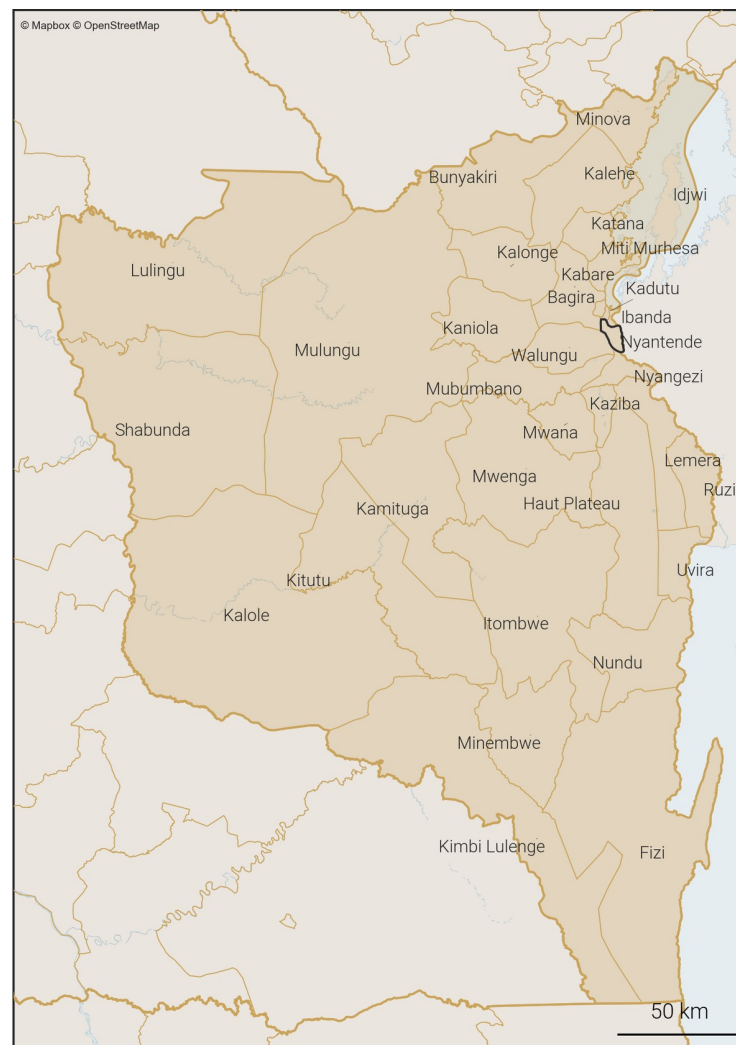 © Mapbox © OpenStreetMap
Minova
Bunyakiri
Kalehe
Idjwi
Katana
Lulingu
Kalonge
Miti Murhesa
Kabare
Kadutu
Bagira
Ibanda
Kaniola
Nyantende
Mulungu
Walungu
Nyangezi
Mubumbano
Kaziba
Shabunda
Mwana
Lemera
Mwenga
Ruzi
Kamituga
Haut Plateau
Uvira
Kitutu
Kalole
Itombwe
Nundu
Minembwe
Kimbi Lulenge
Fizi
50 km